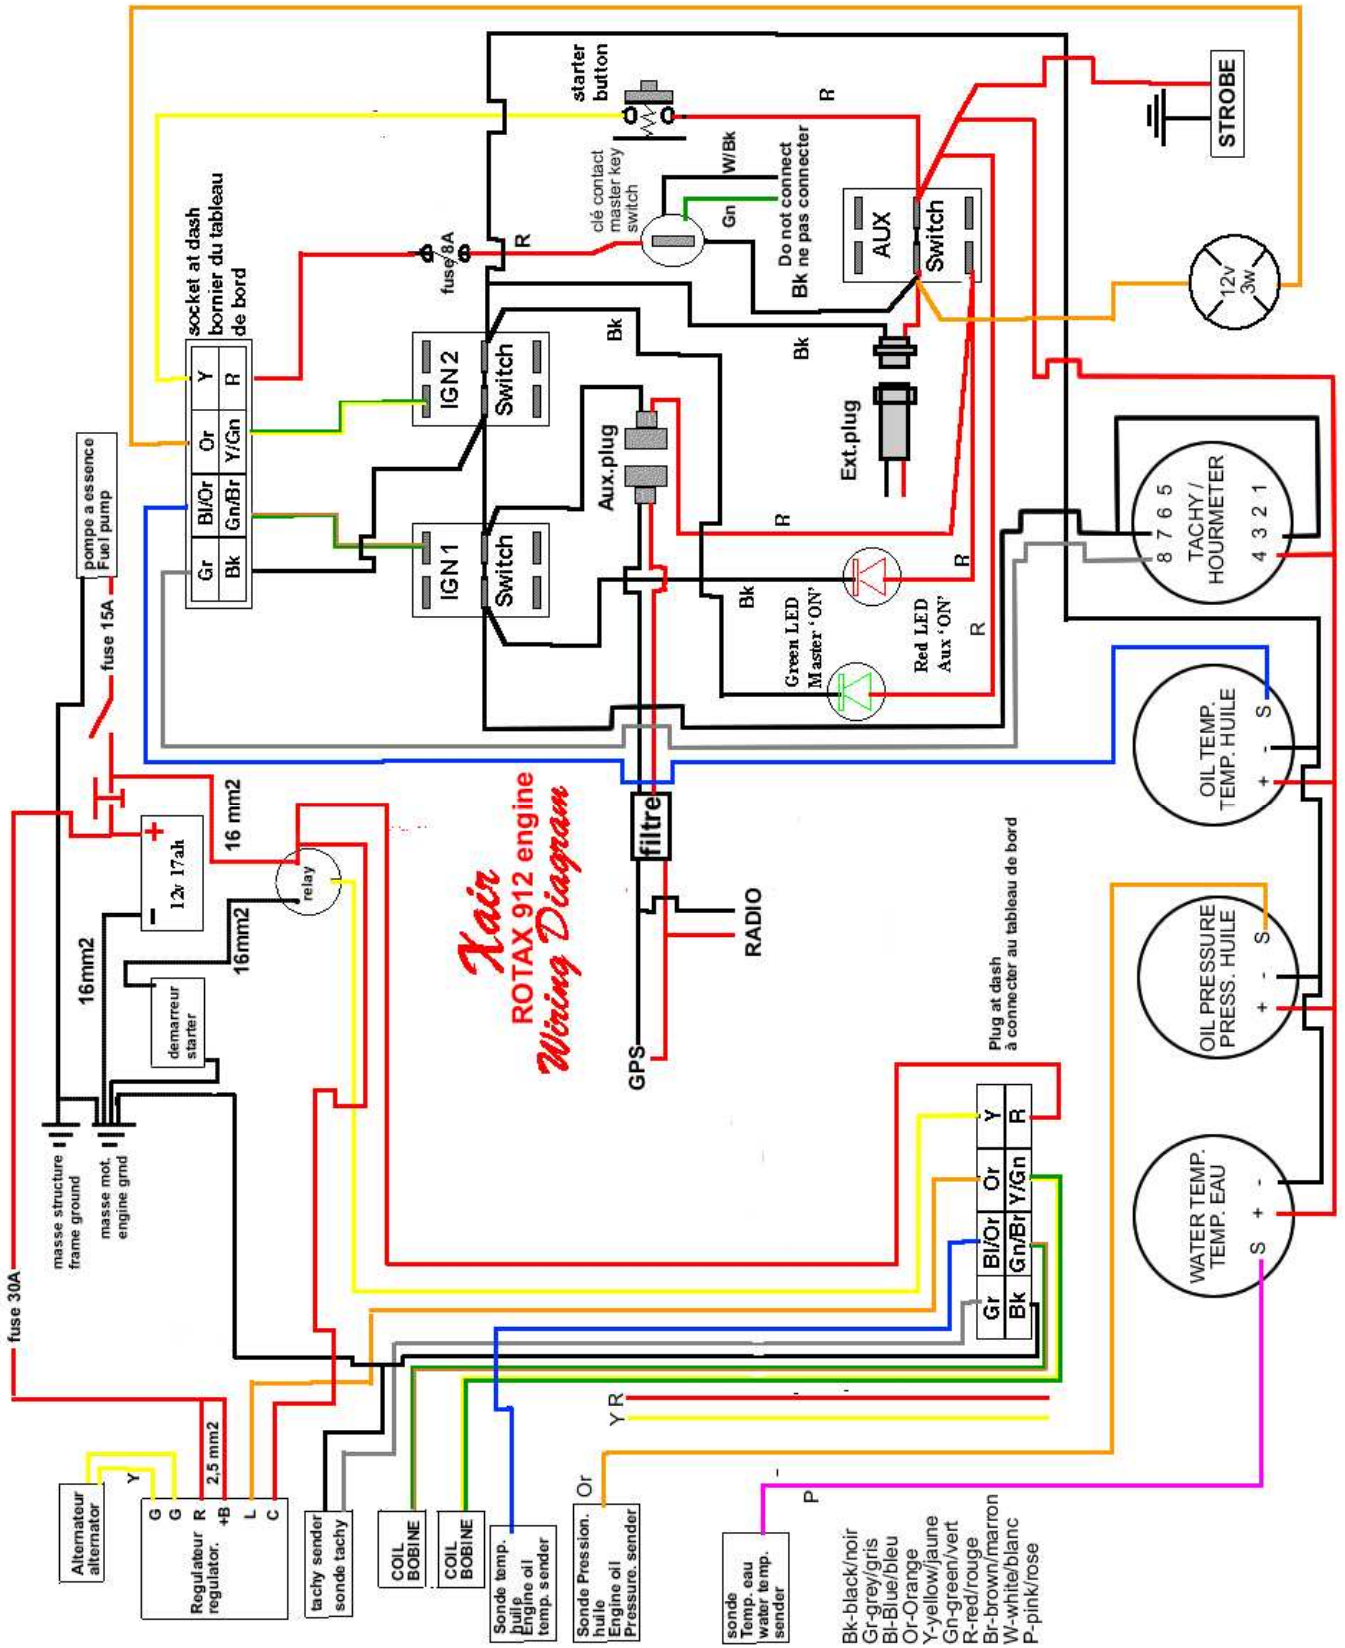 Xair
ROTAX 912 engine
Wiring Diagram
fuse 30A
pompe a essence
Fuel pump
fuse 15A
16 mm2
+
-
12v 17ah
16mm2
16mm2
relay
demarreur
starter
masse structure
frame ground
masse mot.
engine grnd
socket at dash
bornier du tableau
de bord
Gr
Bl/Or
Or
Y
Bk
Gn/Br
Y/Gn
R
fuse 8A
R
starter
button
R
clé contact
master key
switch
W/Bk
Gn
Do not connect
Bk ne pas connecter
IGN1
Switch
IGN2
Switch
AUX
Switch
Bk
Bk
Aux.plug
Ext.plug
R
R
Bk
R
Green LED
Master ‘ON’
Red LED
Aux ‘ON’
STROBE
12v
3w
8 7 6 5
TACHY /
HOURMETER
4 3 2 1
OIL TEMP.
TEMP. HUILE
+ - S
OIL PRESSURE
PRESS. HUILE
+ - S
WATER TEMP.
TEMP. EAU
S + -
filtre
RADIO
GPS
Plug at dash
à connecter au tableau de bord
Gr
Bl/Or
Or
Y
Bk
Gn/Br
Y/Gn
R
Alternateur
alternator
Y
2,5 mm2
G
G
R
+B
L
C
Regulateur
regulator.
tachy sender
sonde tachy
COIL
BOBINE
COIL
BOBINE
Sonde temp.
huile
Engine oil
temp. sender
Sonde Pression.
huile
Engine oil
Pressure. sender
Or
Y R
sonde
Temp. eau
water temp.
sender
P
Bk-black/noir
Gr-grey/gris
Bl-Blue/bleu
Or-Orange
Y-yellow/jaune
Gn-green/vert
R-red/rouge
Br-brown/marron
W-white/blanc
P-pink/rose